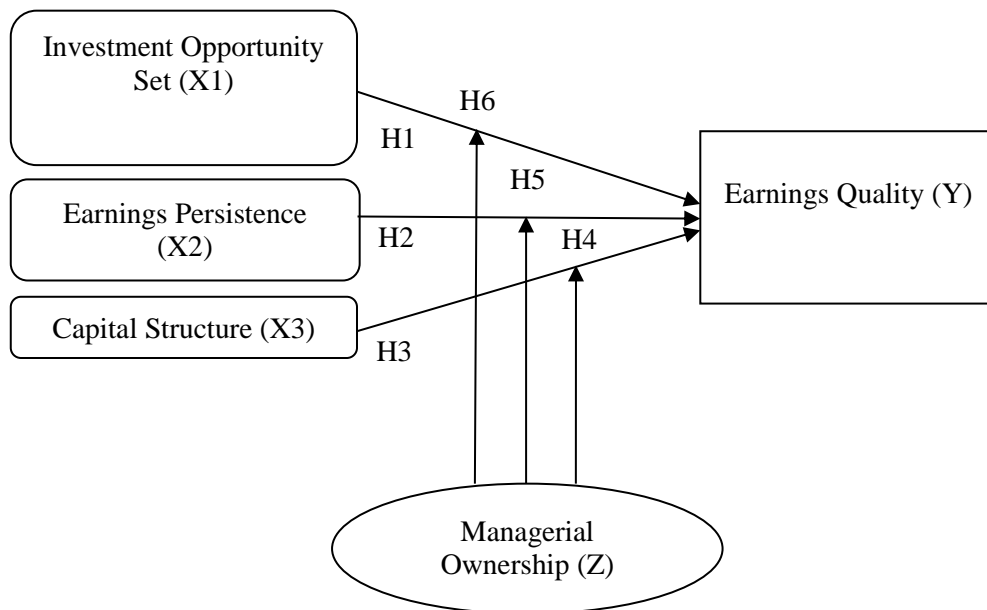 Investment Opportunity
Set (X1)
H6
H1
H5
Earnings Quality (Y)
Earnings Persistence
(X2)
H2
H4
Capital Structure (X3)
H3
Managerial
Ownership (Z)